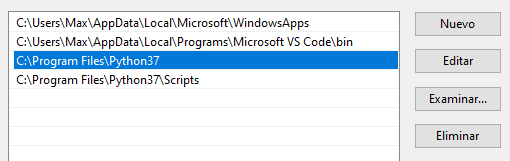 C:\Users\Max\AppData\Local\Microsoft\WindowsApps
C:\Users\Max\AppData\Local\Programs\Microsoft VS Code\bin
C:\Program Files\Python37
C:\Program Files\Python37\Scripts
Nuevo
Editar
Examinar...
Eliminar